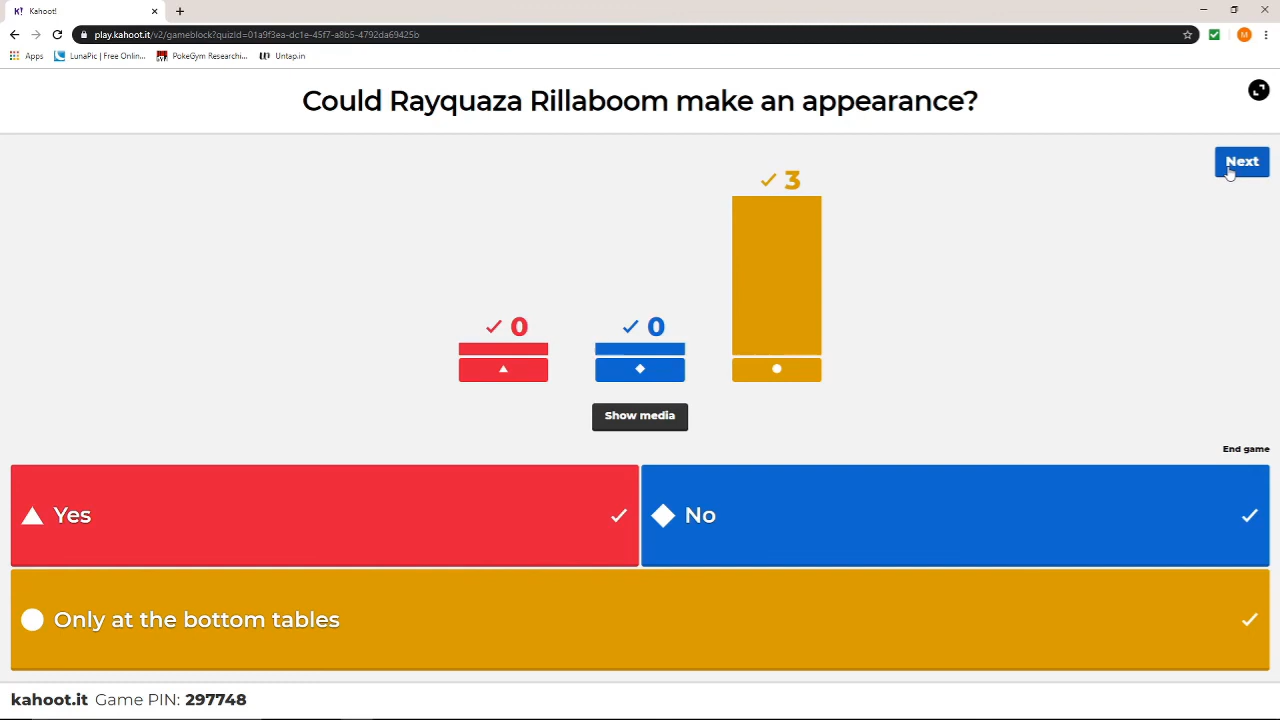 K! Kahoot!
play.kahoot.it/v2/gameblock?quizId=01a9f3ea-dc1e-45f7-a8b5-4792da69425b
M
Apps LunaPic | Free Onlin... PokeGym Researchi... Untap.in
Could Rayquaza Rillaboom make an appearance?
Next
3
0 0
Show media
End game
Yes No
Only at the bottom tables
kahoot.it Game PIN: 297748